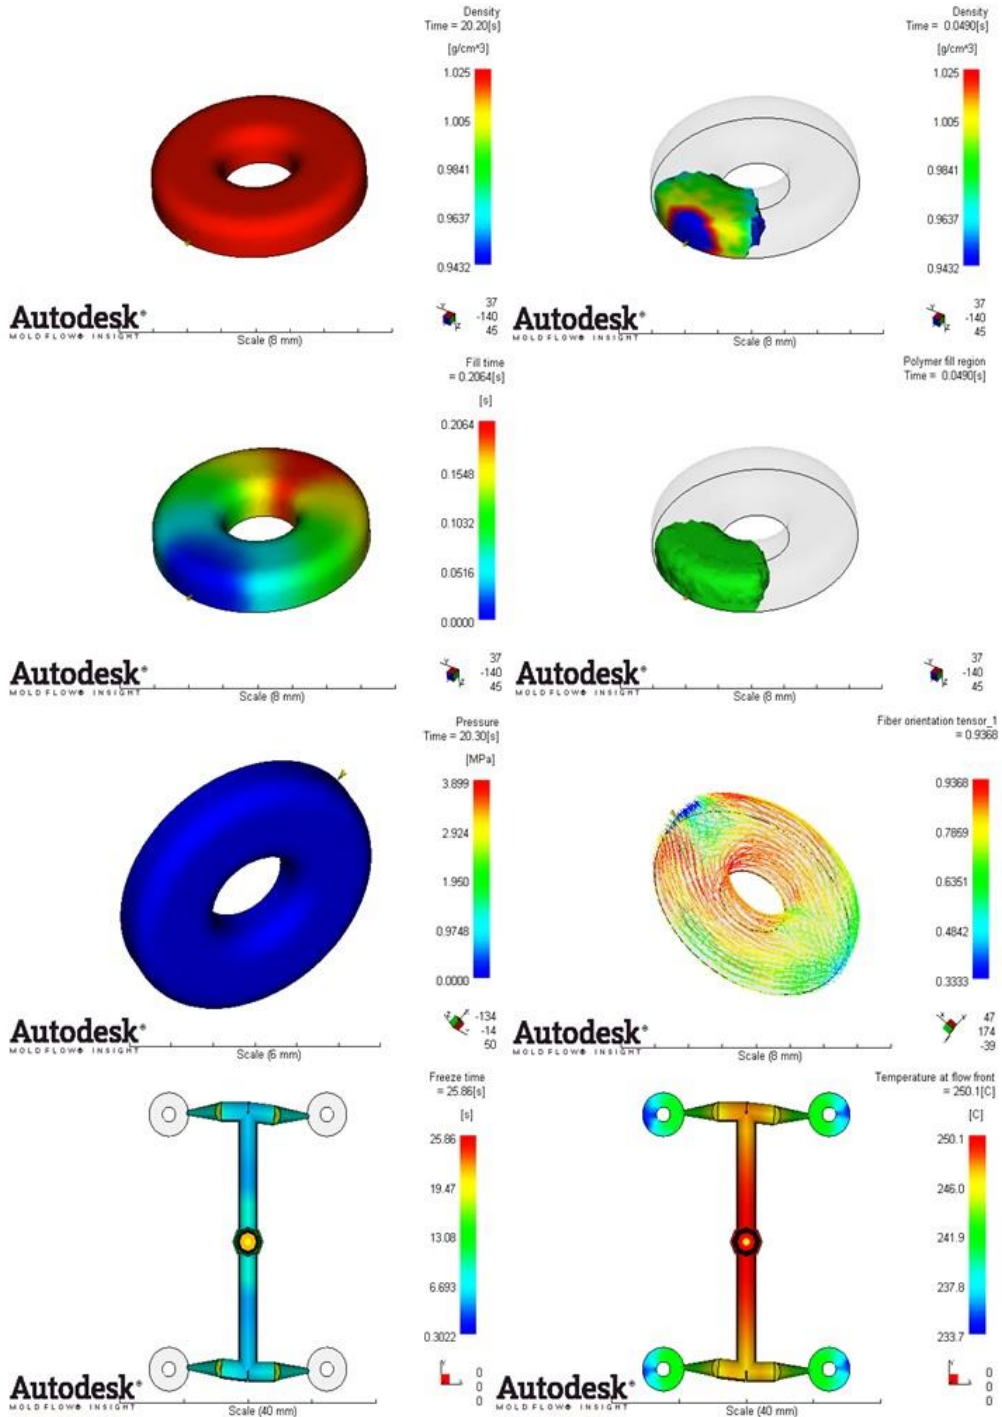 Density
Time = 20.20[s]
[g/cm^3]
1.025
1.005
0.9841
0.9637
0.9432
Autodesk®
MOLDFLOW® INSIGHT
Scale (8 mm)
37
-140
45
Density
Time = 0.0490[s]
[g/cm^3]
1.025
1.005
0.9841
0.9637
0.9432
Autodesk®
MOLDFLOW® INSIGHT
Scale (8 mm)
37
-140
45
Fill time
= 0.2064[s]
[s]
0.2064
0.1548
0.1032
0.0516
0.0000
Autodesk®
MOLDFLOW® INSIGHT
Scale (8 mm)
37
-140
45
Polymer fill region
Time = 0.0490[s]
Autodesk®
MOLDFLOW® INSIGHT
Scale (8 mm)
37
-140
45
Pressure
Time = 20.30[s]
[MPa]
3.899
2.924
1.950
0.9748
0.0000
Autodesk®
MOLDFLOW® INSIGHT
Scale (6 mm)
-134
-14
50
Fiber orientation tensor_1
= 0.9368
0.9368
0.7859
0.6351
0.4842
0.3333
Autodesk®
MOLDFLOW® INSIGHT
Scale (8 mm)
47
174
-39
Freeze time
= 25.86[s]
[s]
25.86
19.47
13.08
6.693
0.3022
Autodesk®
MOLDFLOW® INSIGHT
Scale (40 mm)
0
0
0
Temperature at flow front
= 250.1[C]
[C]
250.1
246.0
241.9
237.8
233.7
Autodesk®
MOLDFLOW® INSIGHT
Scale (40 mm)
0
0
0